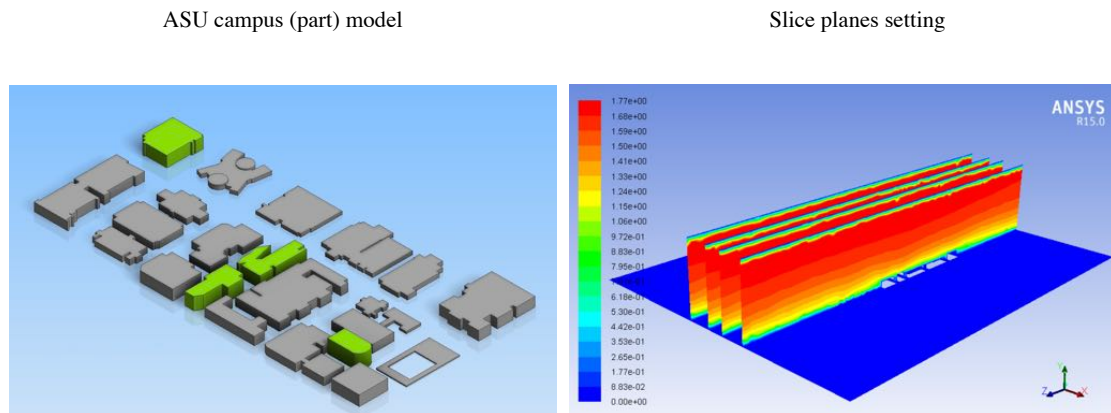 ASU campus (part) model
Slice planes setting
1.77e+00
1.68e+00
1.59e+00
1.50e+00
1.41e+00
1.33e+00
1.24e+00
1.15e+00
1.06e+00
9.72e-01
8.83e-01
7.95e-01
7.07e-01
6.18e-01
5.30e-01
4.42e-01
3.53e-01
2.65e-01
1.77e-01
8.83e-02
0.00e+00
ANSYS
R15.0
Y
Z
X